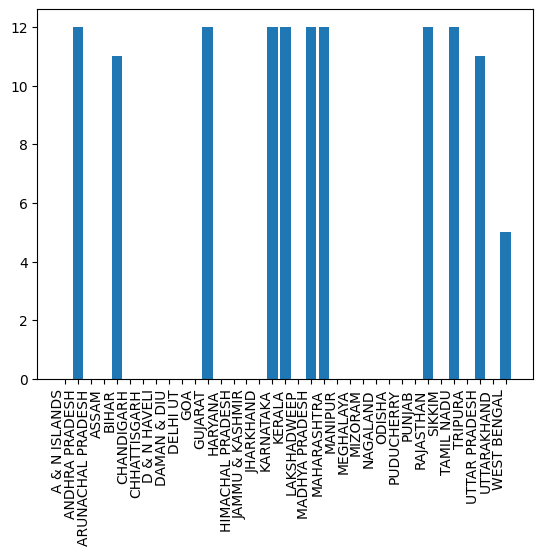 12
10
8
6
4
2
0
A & N ISLANDS
ANDHRA PRADESH
ARUNACHAL PRADESH
ASSAM
BIHAR
CHANDIGARH
CHHATTISGARH
D & N HAVELI
DAMAN & DIU
DELHI UT
GOA
GUJARAT
HARYANA
HIMACHAL PRADESH
JAMMU & KASHMIR
JHARKHAND
KARNATAKA
KERALA
LAKSHADWEEP
MADHYA PRADESH
MAHARASHTRA
MANIPUR
MEGHALAYA
MIZORAM
NAGALAND
ODISHA
PUDUCHERRY
PUNJAB
RAJASTHAN
SIKKIM
TAMIL NADU
TRIPURA
UTTAR PRADESH
UTTARAKHAND
WEST BENGAL